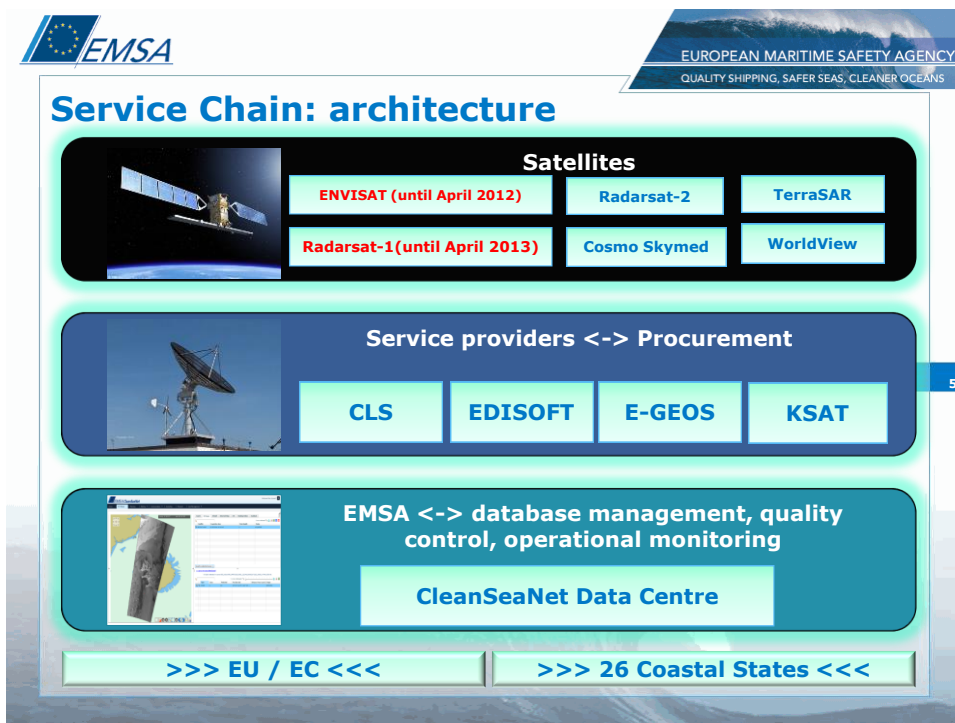 EMSA
EUROPEAN MARITIME SAFETY AGENCY
QUALITY SHIPPING, SAFER SEAS, CLEANER OCEANS
Service Chain: architecture
Satellites
ENVISAT (until April 2012)
Radarsat-2
TerraSAR
Radarsat-1(until April 2013)
Cosmo Skymed
WorldView
Service providers <-> Procurement
5
CLS
EDISOFT
E-GEOS
KSAT
EMSA <-> database management, quality
control, operational monitoring
CleanSeaNet Data Centre
>>> EU / EC <<<
>>> 26 Coastal States <<<